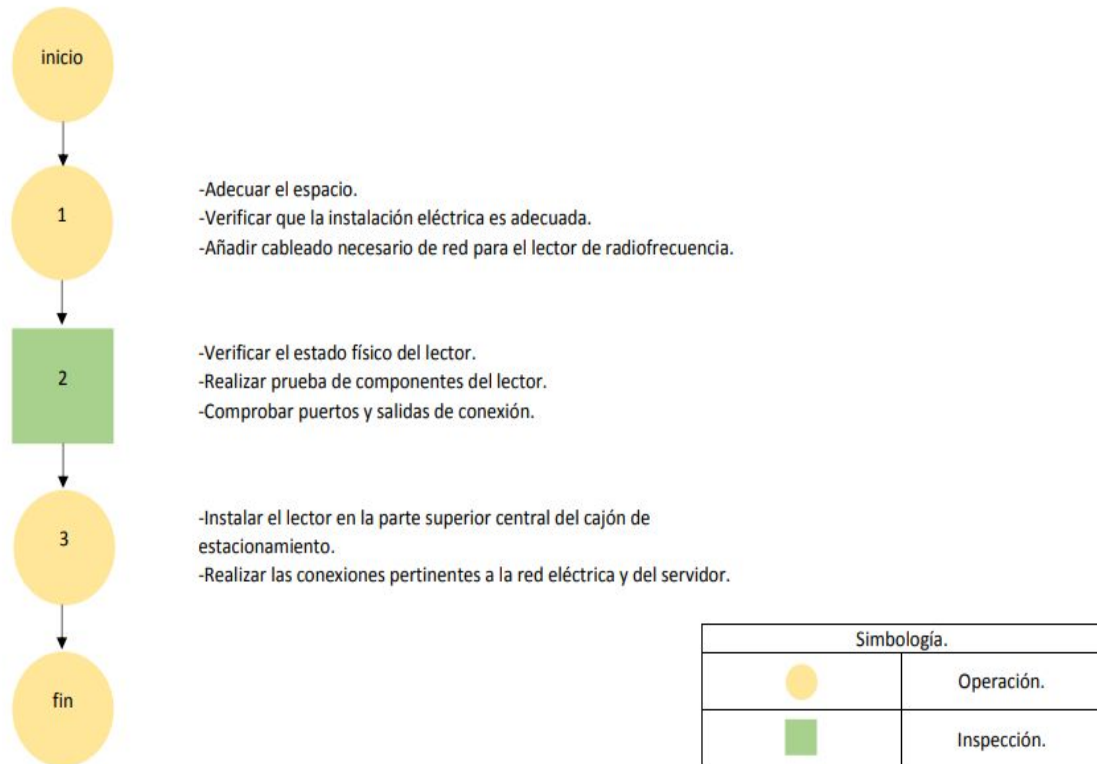 inicio
1
-Adecuar el espacio.
-Verificar que la instalación eléctrica es adecuada.
-Añadir cableado necesario de red para el lector de radiofrecuencia.
2
-Verificar el estado físico del lector.
-Realizar prueba de componentes del lector.
-Comprobar puertos y salidas de conexión.
3
-Instalar el lector en la parte superior central del cajón de
estacionamiento.
-Realizar las conexiones pertinentes a la red eléctrica y del servidor.
fin
Simbología.
Operación.
Inspección.